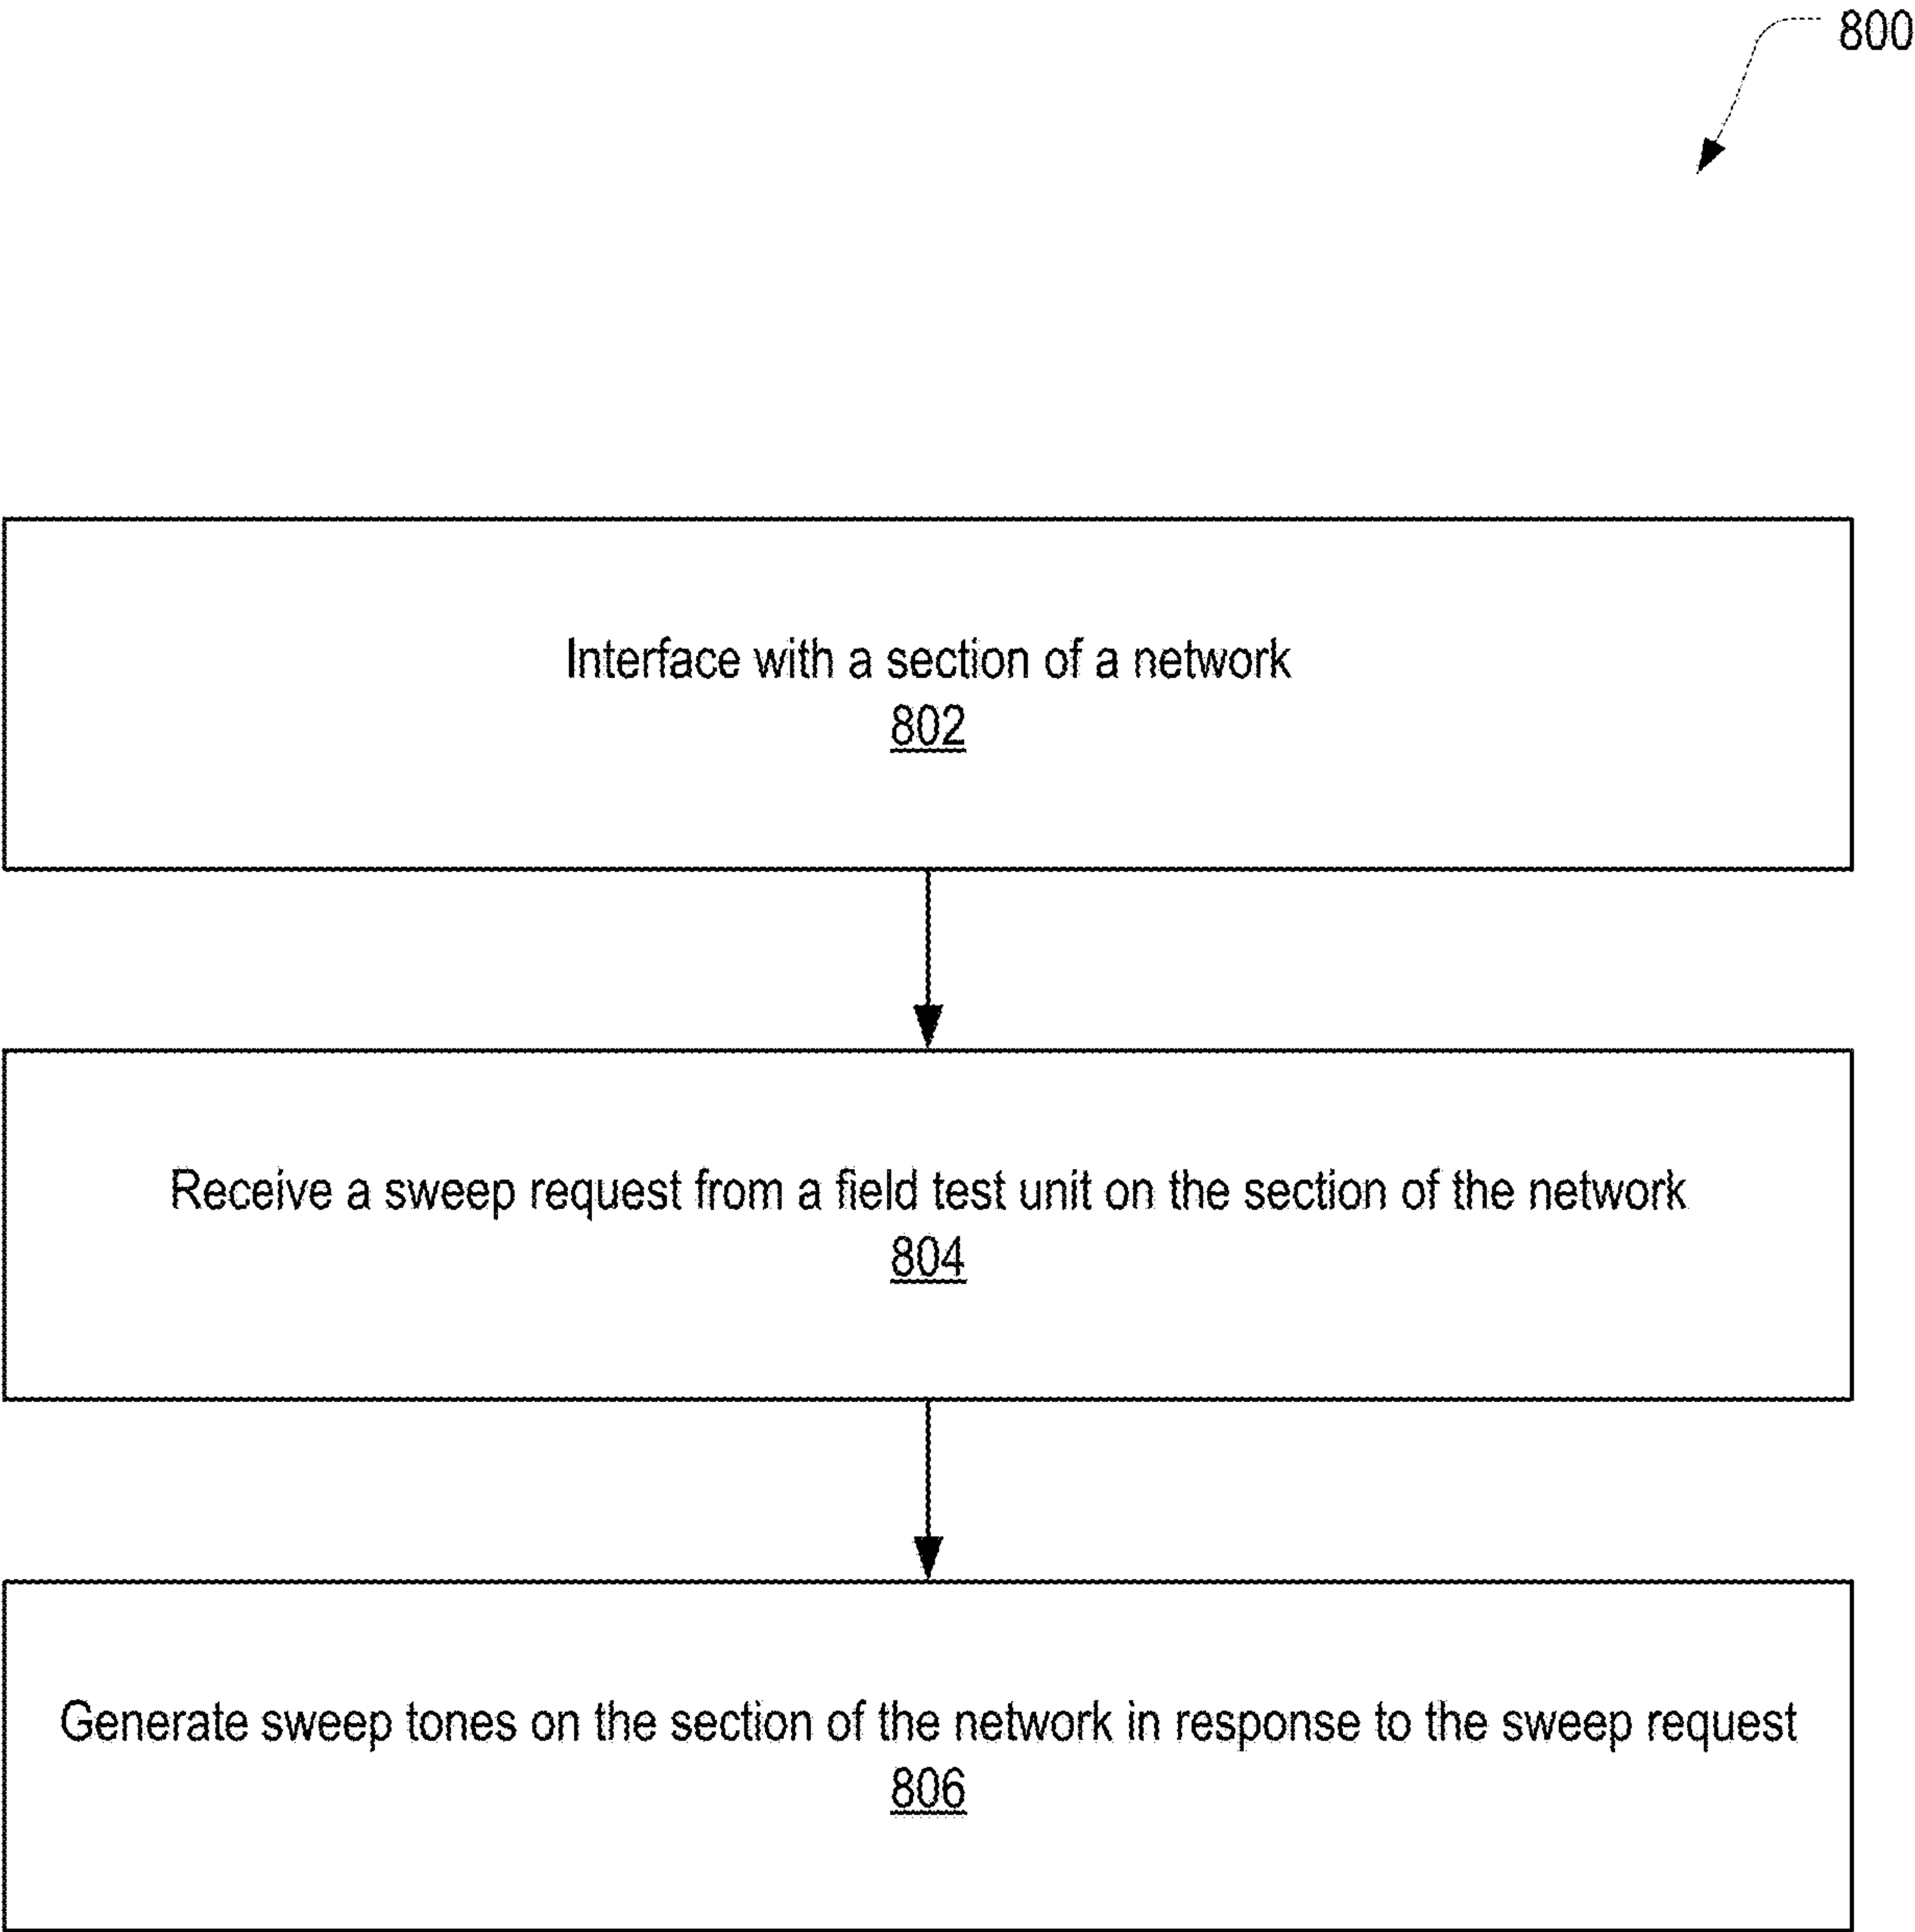 800
Interface with a section of a network
802
Receive a sweep request from a field test unit on the section of the network
804
Generate sweep tones on the section of the network in response to the sweep request
806